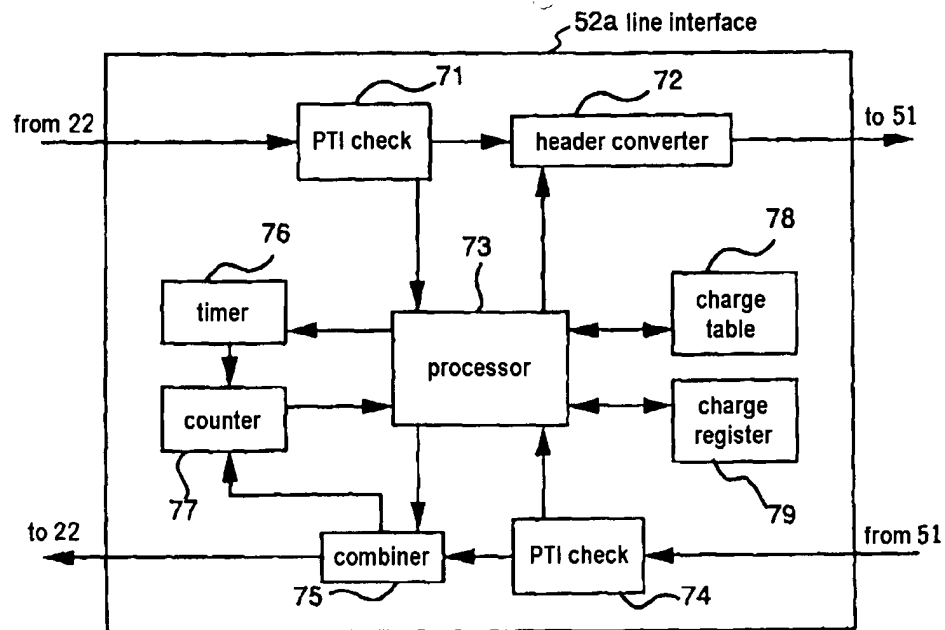 52a line interface
71
72
from 22
to 51
PTI check
header converter
76
73
78
timer
charge
table
processor
counter
charge
register
77
79
to 22
from 51
combiner
PTI check
75
74